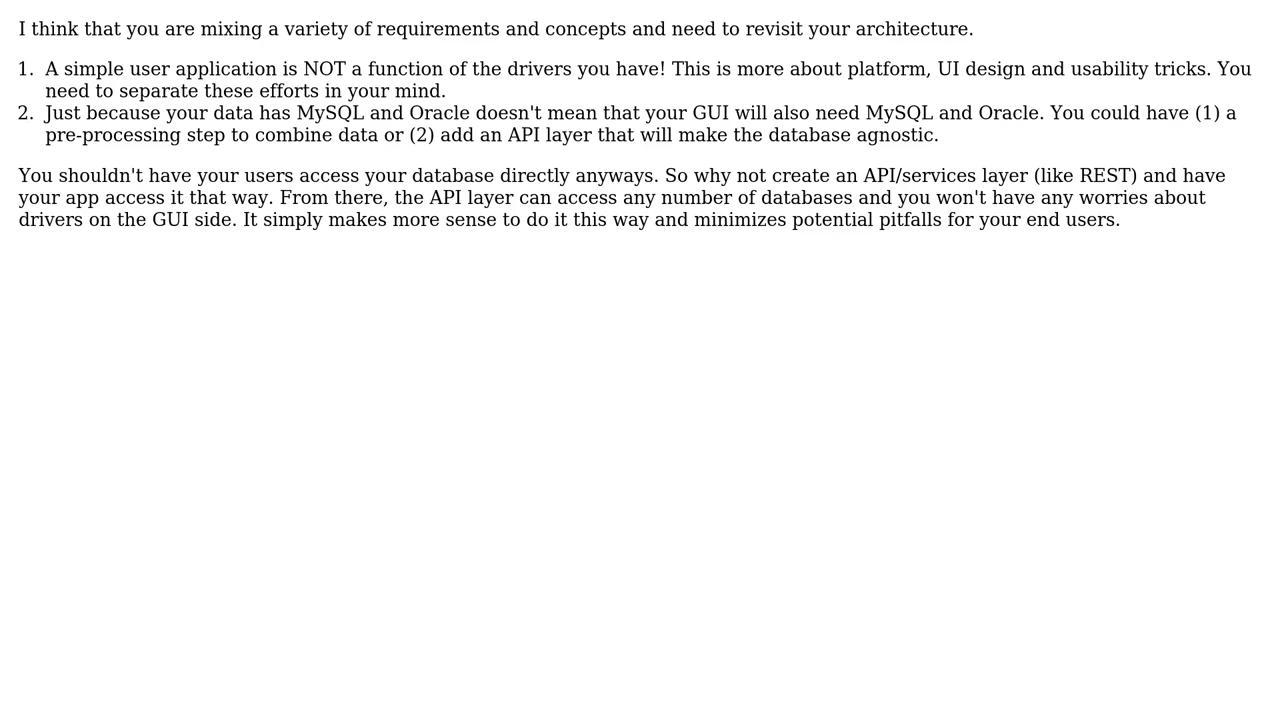 I think that you are mixing a variety of requirements and concepts and need to revisit your architecture.
1. A simple user application is NOT a function of the drivers you have! This is more about platform, UI design and usability tricks. You
need to separate these efforts in your mind.
2. Just because your data has MySQL and Oracle doesn't mean that your GUI will also need MySQL and Oracle. You could have (1) a
pre-processing step to combine data or (2) add an API layer that will make the database agnostic.
You shouldn't have your users access your database directly anyways. So why not create an API/services layer (like REST) and have
your app access it that way. From there, the API layer can access any number of databases and you won't have any worries about
drivers on the GUI side. It simply makes more sense to do it this way and minimizes potential pitfalls for your end users.